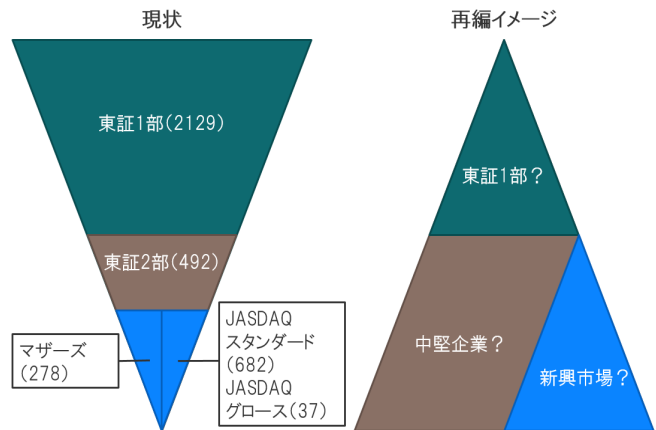 現状
東証1部(2129)
東証2部(492)
マザーズ
(278)
JASDAQ
スタンダード
(682)
JASDAQ
グロース(37)
再編イメージ
東証1部？
中堅企業？
新興市場？